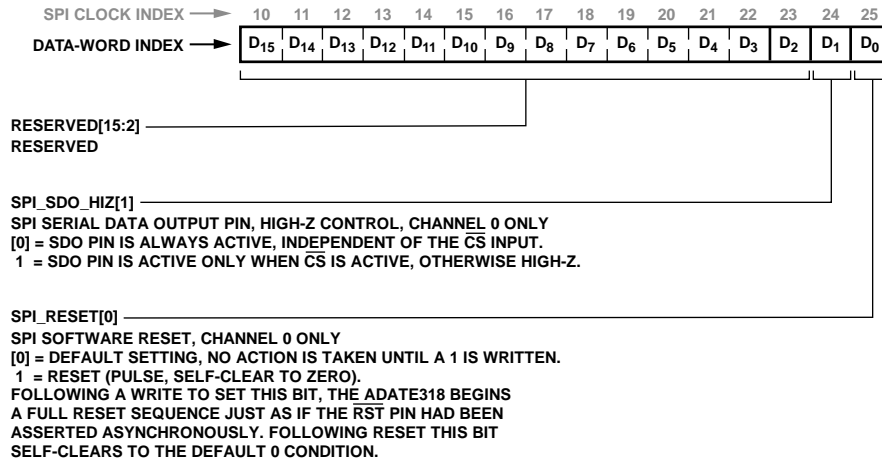 SPI CLOCK INDEX 10 11 12 13 14 15 16 17 18 19 20 21 22 23 24 25
DATA-WORD INDEX D15 D14 D13 D12 D11 D10 D9 D8 D7 D6 D5 D4 D3 D2 D1 D0
RESERVED[15:2]
RESERVED
SPI_SDO_HIZ[1]
SPI SERIAL DATA OUTPUT PIN, HIGH-Z CONTROL, CHANNEL 0 ONLY
[0] = SDO PIN IS ALWAYS ACTIVE, INDEPENDENT OF THE C̅S̅ INPUT.
1 = SDO PIN IS ACTIVE ONLY WHEN C̅S̅ IS ACTIVE, OTHERWISE HIGH-Z.
SPI_RESET[0]
SPI SOFTWARE RESET, CHANNEL 0 ONLY
[0] = DEFAULT SETTING, NO ACTION IS TAKEN UNTIL A 1 IS WRITTEN.
1 = RESET (PULSE, SELF-CLEAR TO ZERO).
FOLLOWING A WRITE TO SET THIS BIT, THE ADATE318 BEGINS
A FULL RESET SEQUENCE JUST AS IF THE R̅S̅T̅ PIN HAD BEEN
ASSERTED ASYNCHRONOUSLY. FOLLOWING RESET THIS BIT
SELF-CLEARS TO THE DEFAULT 0 CONDITION.